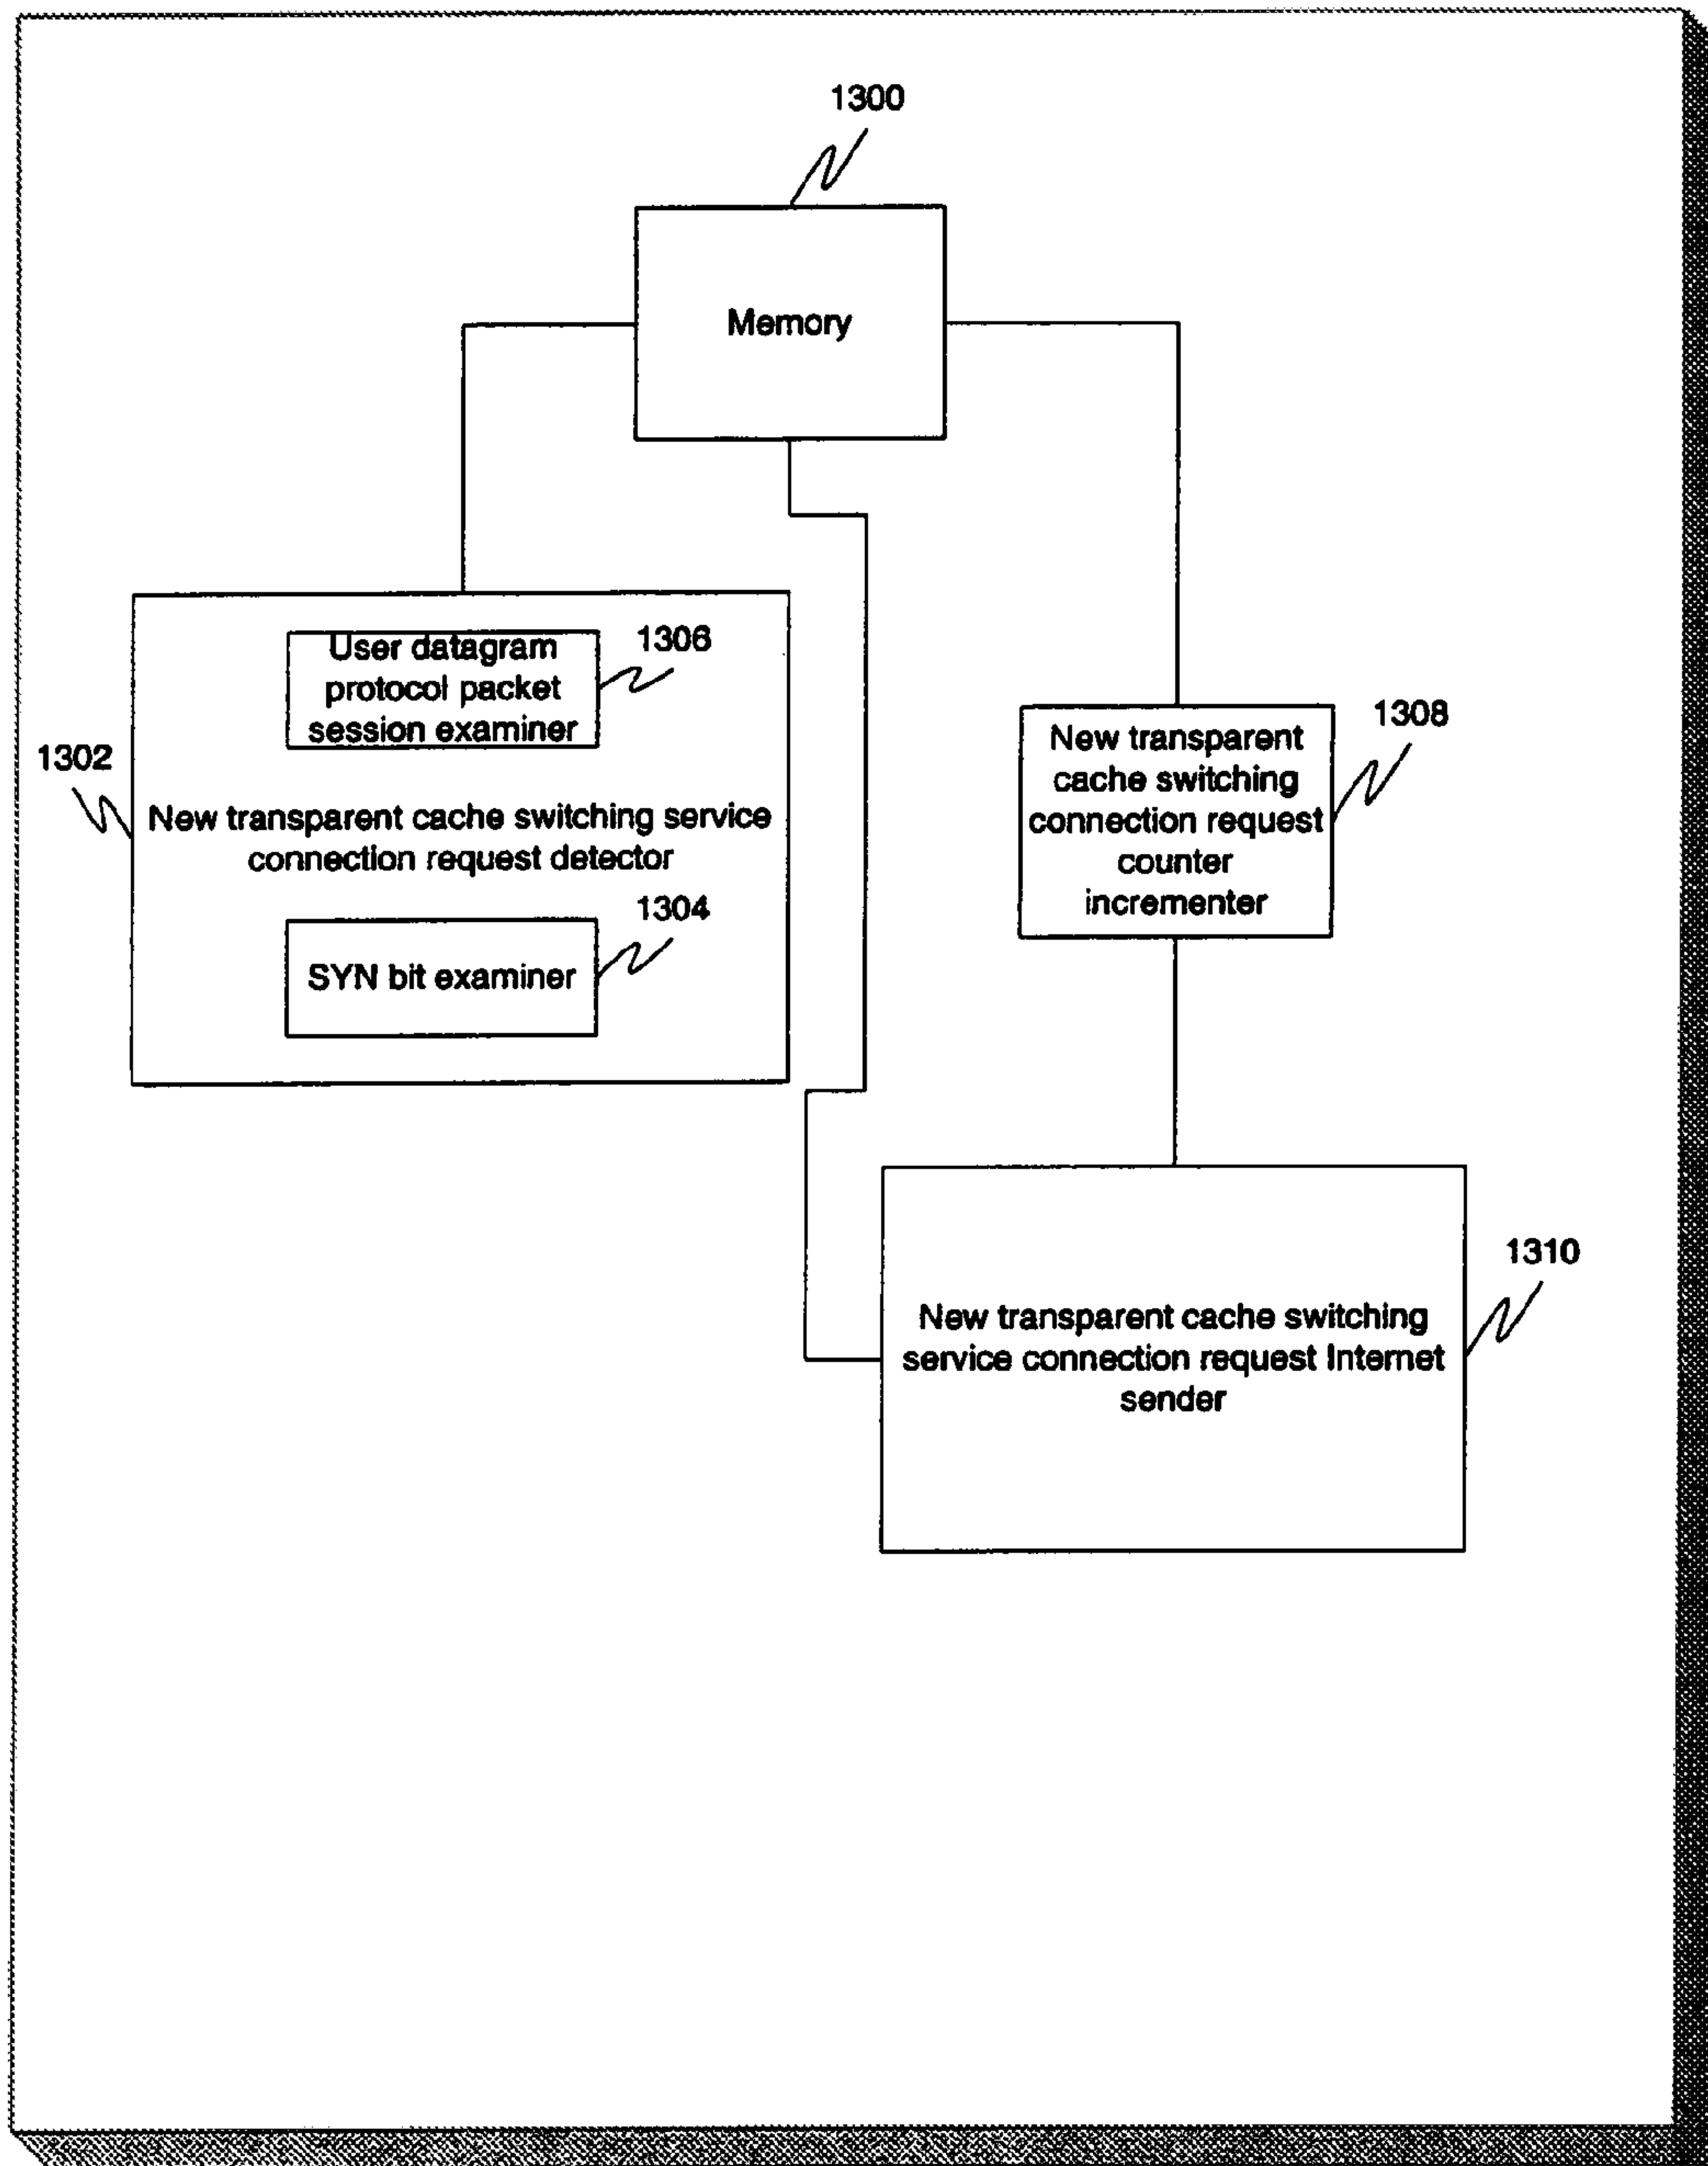 1300
Memory
User datagram
protocol packet
session examiner
1306
1302
New transparent cache switching service
connection request detector
1304
SYN bit examiner
New transparent
cache switching
connection request
counter
incrementer
1308
New transparent cache switching
service connection request Internet
sender
1310